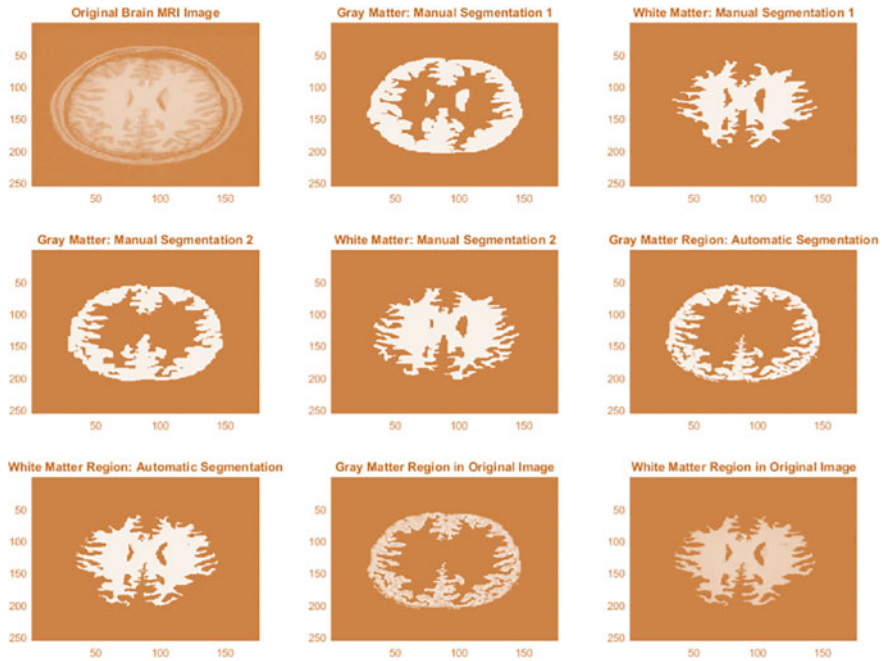 Original Brain MRI Image
50
100
150
200
250
50 100 150
Gray Matter: Manual Segmentation 1
50
100
150
200
250
50 100 150
White Matter: Manual Segmentation 1
50
100
150
200
250
50 100 150
Gray Matter: Manual Segmentation 2
50
100
150
200
250
50 100 150
White Matter: Manual Segmentation 2
50
100
150
200
250
50 100 150
Gray Matter Region: Automatic Segmentation
50
100
150
200
250
50 100 150
White Matter Region: Automatic Segmentation
50
100
150
200
250
50 100 150
Gray Matter Region in Original Image
50
100
150
200
250
50 100 150
White Matter Region in Original Image
50
100
150
200
250
50 100 150